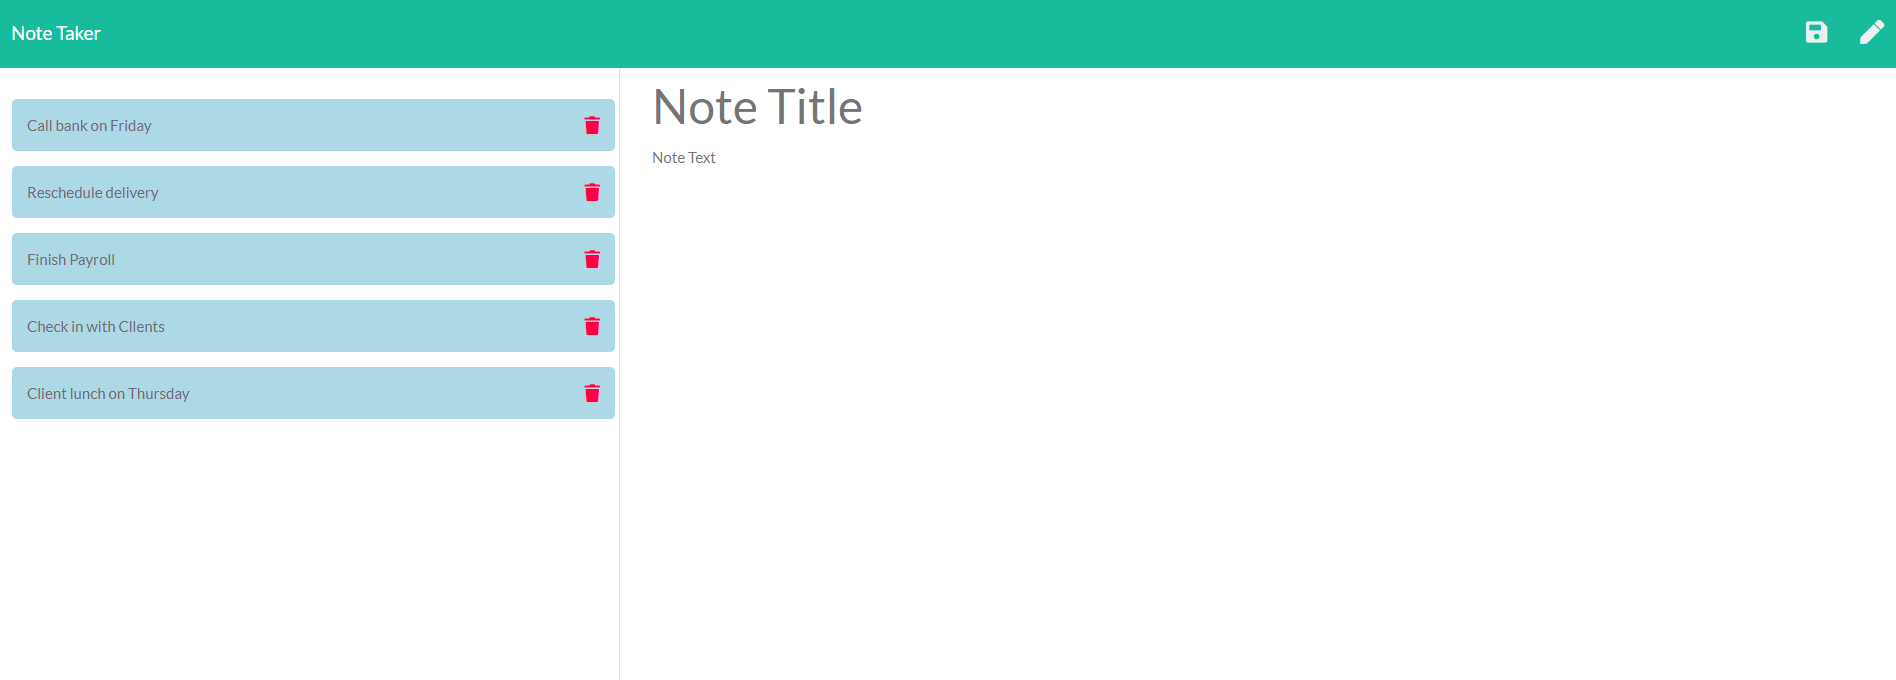 Note Taker
Call bank on Friday
Reschedule delivery
Finish Payroll
Check in with Cllents
Client lunch on Thursday
Note Title
Note Text